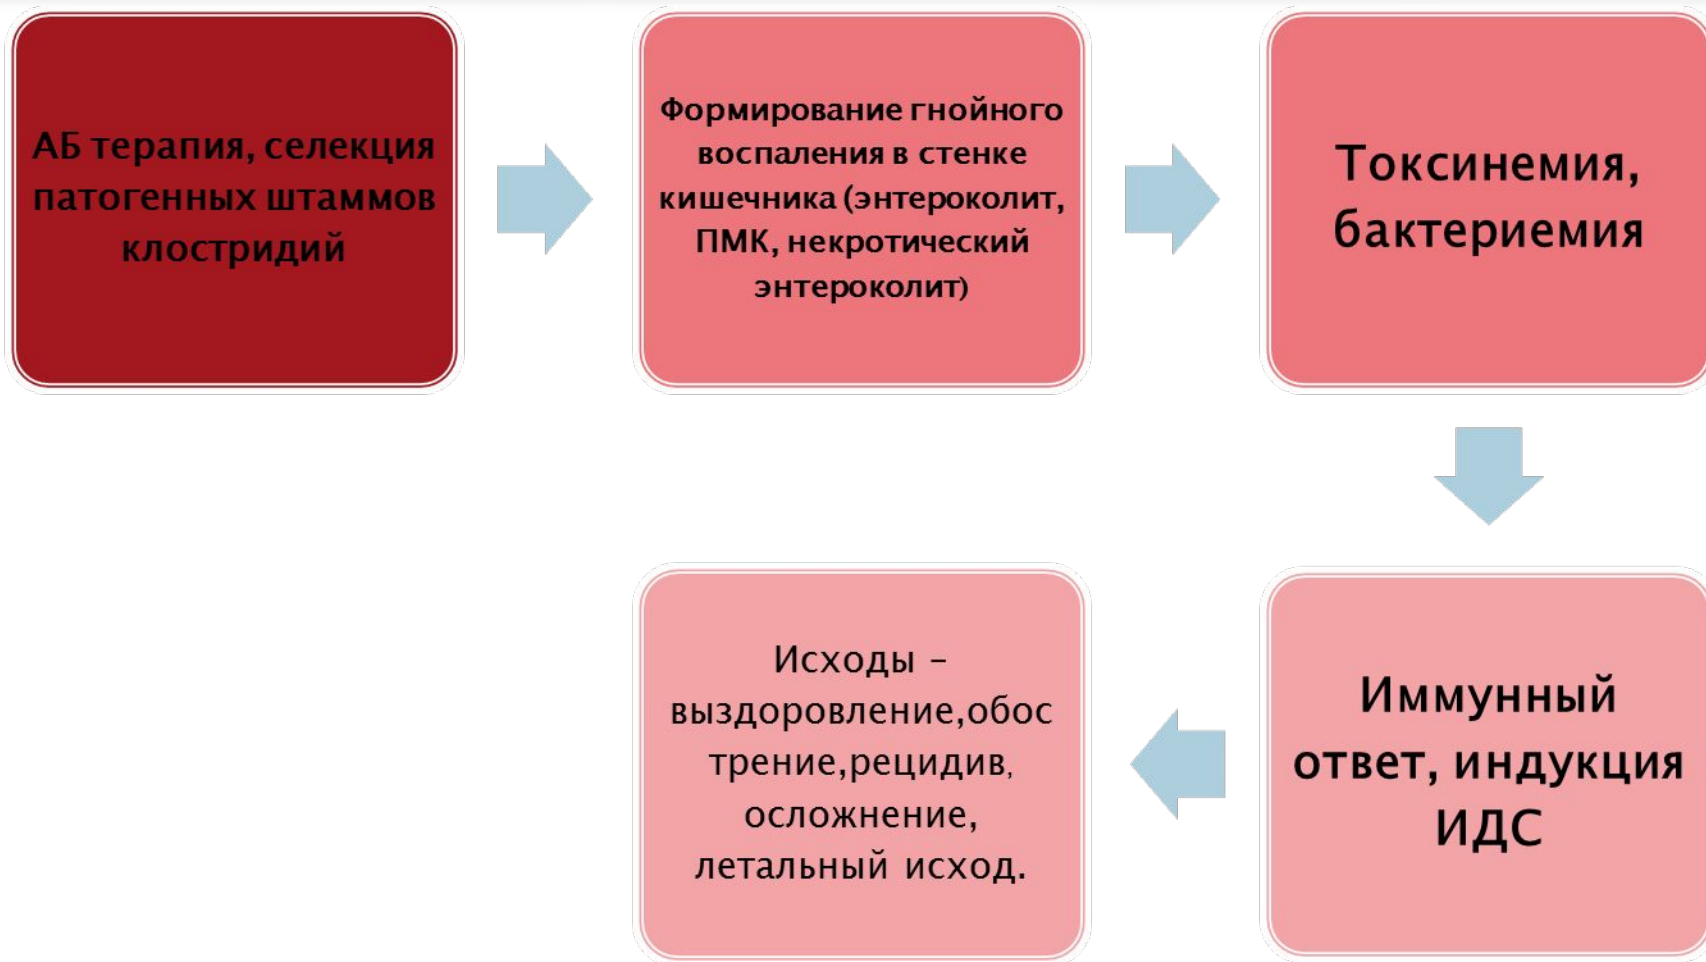 АБ терапия, селекция
патогенных штаммов
клостридий
Формирование гнойного
воспаления в стенке
кишечника (энтероколит,
ПМК, некротический
энтероколит)
Токсинемия,
бактериемия
Иммунный
ответ, индукция
ИДС
Исходы –
выздоровление,обос
трение,рецидив,
осложнение,
летальный исход.